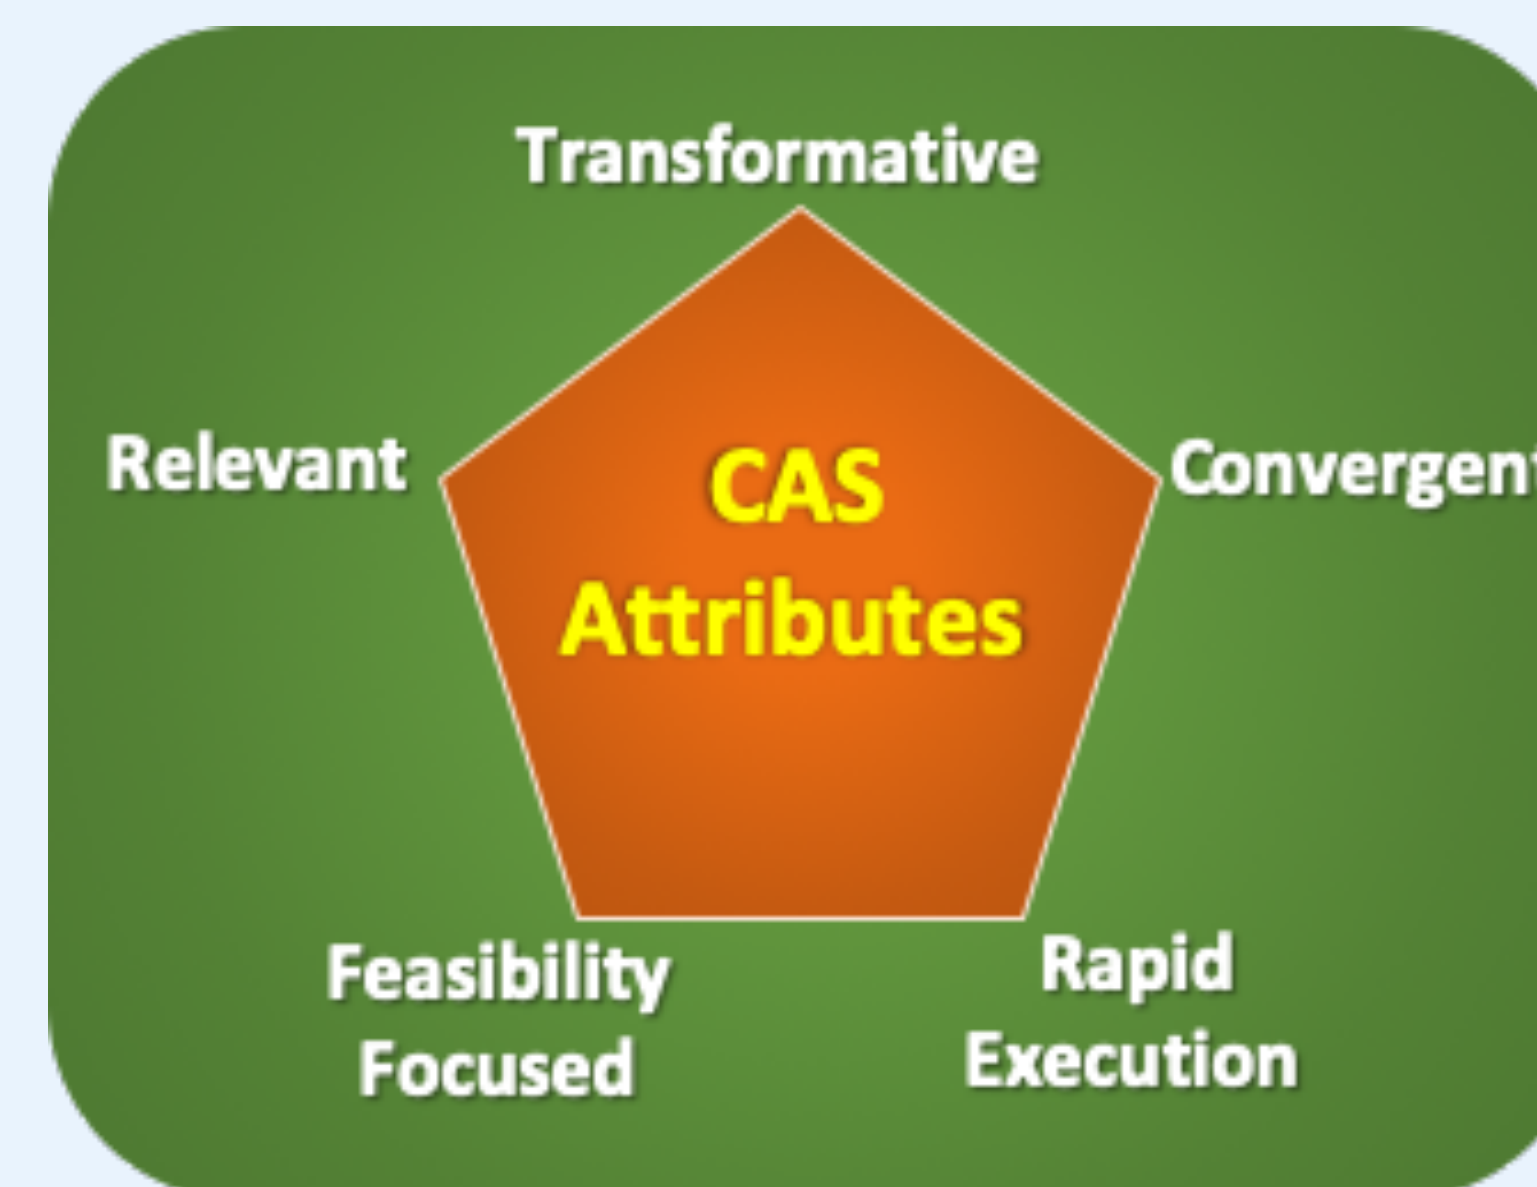 Transformative
Relevant
Convergent
CAS
Attributes
Feasibility
Focused
Rapid
Execution